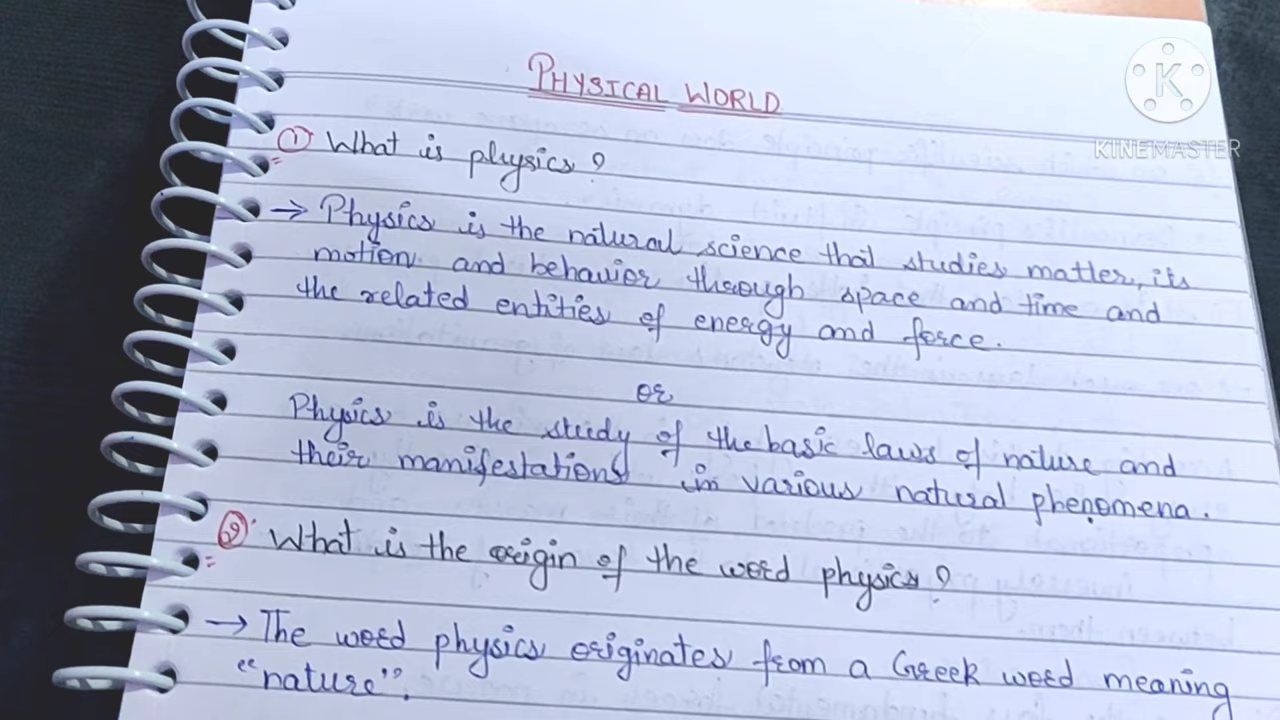 PHYSICAL WORLD
K
KINEMASTER
① What is physics?
→ Physics is the natural science that studies matter, its
motion and behavior through space and time and
the related entities of energy and force.
or
Physics is the study of the basic laws of nature and
their manifestations in various natural phenomena.
② What is the origin of the word physics?
→ The word physics originates from a Greek word meaning
"nature".